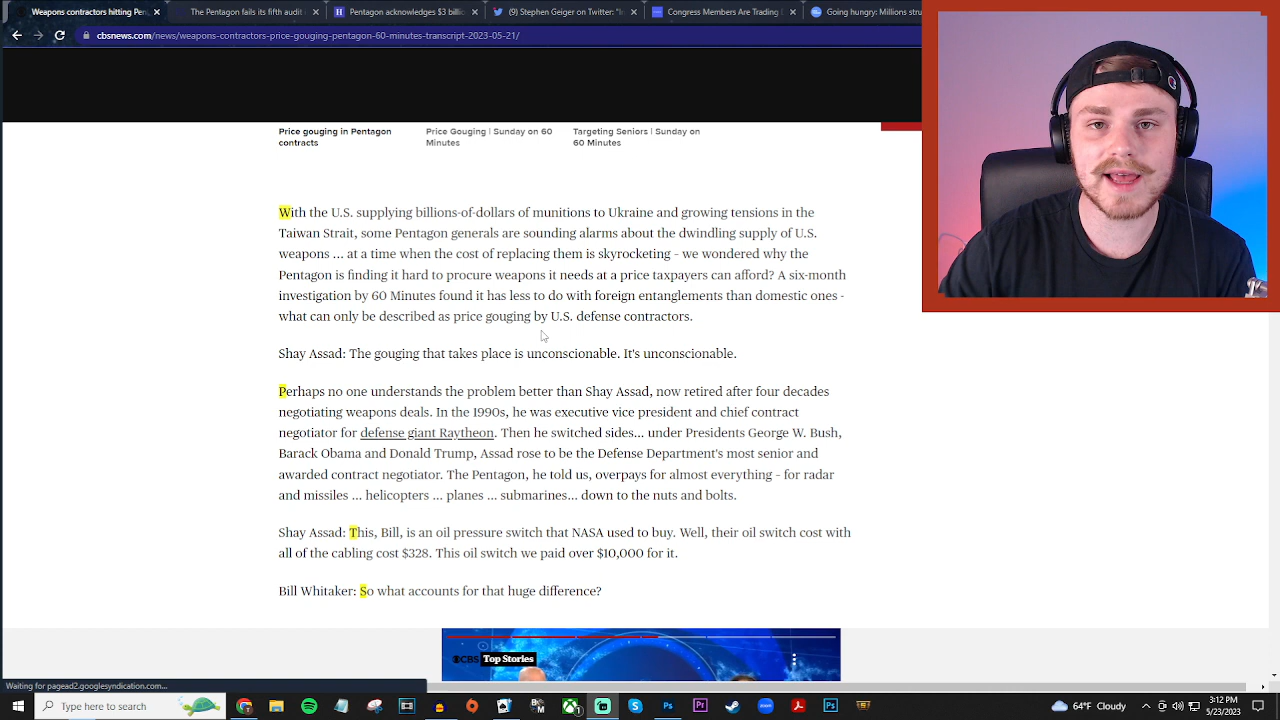 Weapons contractors hitting Pen
The Pentagon fails its fifth audit i
Pentagon acknowledges $3 billi
(9) Stephen Geiger on Twitter: "I
Congress Members Are Trading
Going hungry: Millions stru
cbsnews.com/news/weapons-contractors-price-gouging-pentagon-60-minutes-transcript-2023-05-21/
Price gouging in Pentagon
contracts
Price Gouging | Sunday on 60
Minutes
Targeting Seniors | Sunday on
60 Minutes
With the U.S. supplying billions-of-dollars of munitions to Ukraine and growing tensions in the
Taiwan Strait, some Pentagon generals are sounding alarms about the dwindling supply of U.S.
weapons ... at a time when the cost of replacing them is skyrocketing - we wondered why the
Pentagon is finding it hard to procure weapons it needs at a price taxpayers can afford? A six-month
investigation by 60 Minutes found it has less to do with foreign entanglements than domestic ones -
what can only be described as price gouging by U.S. defense contractors.
Shay Assad: The gouging that takes place is unconscionable. It's unconscionable.
Perhaps no one understands the problem better than Shay Assad, now retired after four decades
negotiating weapons deals. In the 1990s, he was executive vice president and chief contract
negotiator for defense giant Raytheon. Then he switched sides... under Presidents George W. Bush,
Barack Obama and Donald Trump, Assad rose to be the Defense Department's most senior and
awarded contract negotiator. The Pentagon, he told us, overpays for almost everything - for radar
and missiles ... helicopters ... planes ... submarines... down to the nuts and bolts.
Shay Assad: This, Bill, is an oil pressure switch that NASA used to buy. Well, their oil switch cost with
all of the cabling cost $328. This oil switch we paid over $10,000 for it.
Bill Whitaker: So what accounts for that huge difference?
CBS Top Stories
Waiting for pagead2.googlesyndication.com...
Type here to search
64°F Cloudy
3:12 PM
5/23/2023